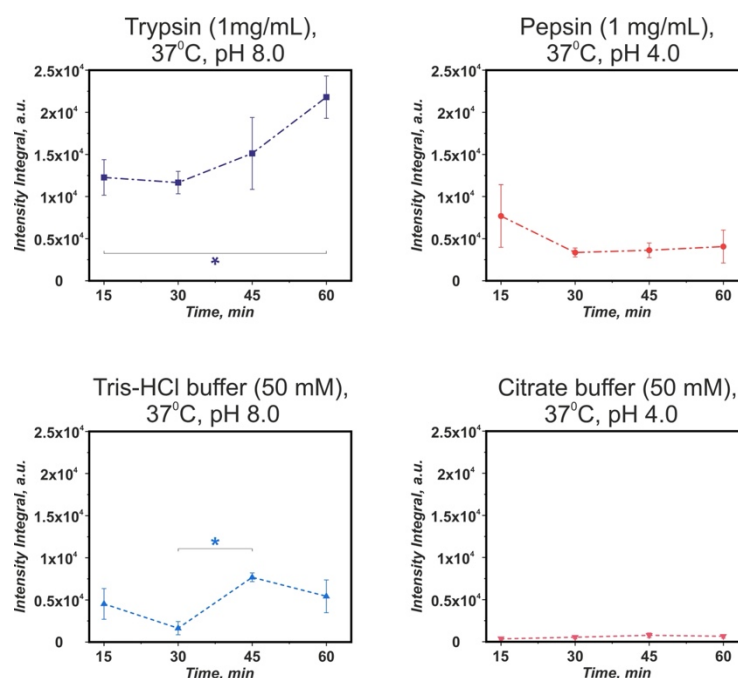 Trypsin (1mg/mL),
37⁰C, pH 8.0
Intensity Integral, a.u.
2.5x10⁴
2x10⁴
1.5x10⁴
1x10⁴
0.5x10⁴
0
*
15 30 45 60
Time, min
Pepsin (1 mg/mL),
37⁰C, pH 4.0
Intensity Integral, a.u.
2.5x10⁴
2x10⁴
1.5x10⁴
1x10⁴
0.5x10⁴
0
15 30 45 60
Time, min
Tris-HCl buffer (50 mM),
37⁰C, pH 8.0
Intensity Integral, a.u.
2.5x10⁴
2x10⁴
1.5x10⁴
1x10⁴
0.5x10⁴
0
*
15 30 45 60
Time, min
Citrate buffer (50 mM),
37⁰C, pH 4.0
Intensity Integral, a.u.
2.5x10⁴
2x10⁴
1.5x10⁴
1x10⁴
0.5x10⁴
0
15 30 45 60
Time, min